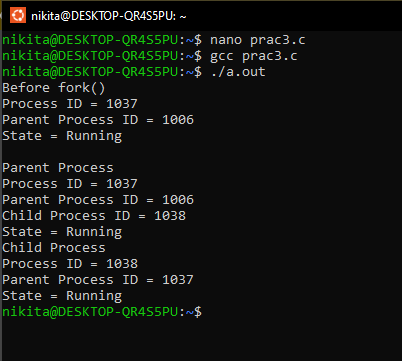 nikita@DESKTOP-QR4S5PU: ~
nikita@DESKTOP-QR4S5PU:~$ nano prac3.c
nikita@DESKTOP-QR4S5PU:~$ gcc prac3.c
nikita@DESKTOP-QR4S5PU:~$ ./a.out
Before fork()
Process ID = 1037
Parent Process ID = 1006
State = Running

Parent Process
Process ID = 1037
Parent Process ID = 1006
Child Process ID = 1038
State = Running
Child Process
Process ID = 1038
Parent Process ID = 1037
State = Running
nikita@DESKTOP-QR4S5PU:~$